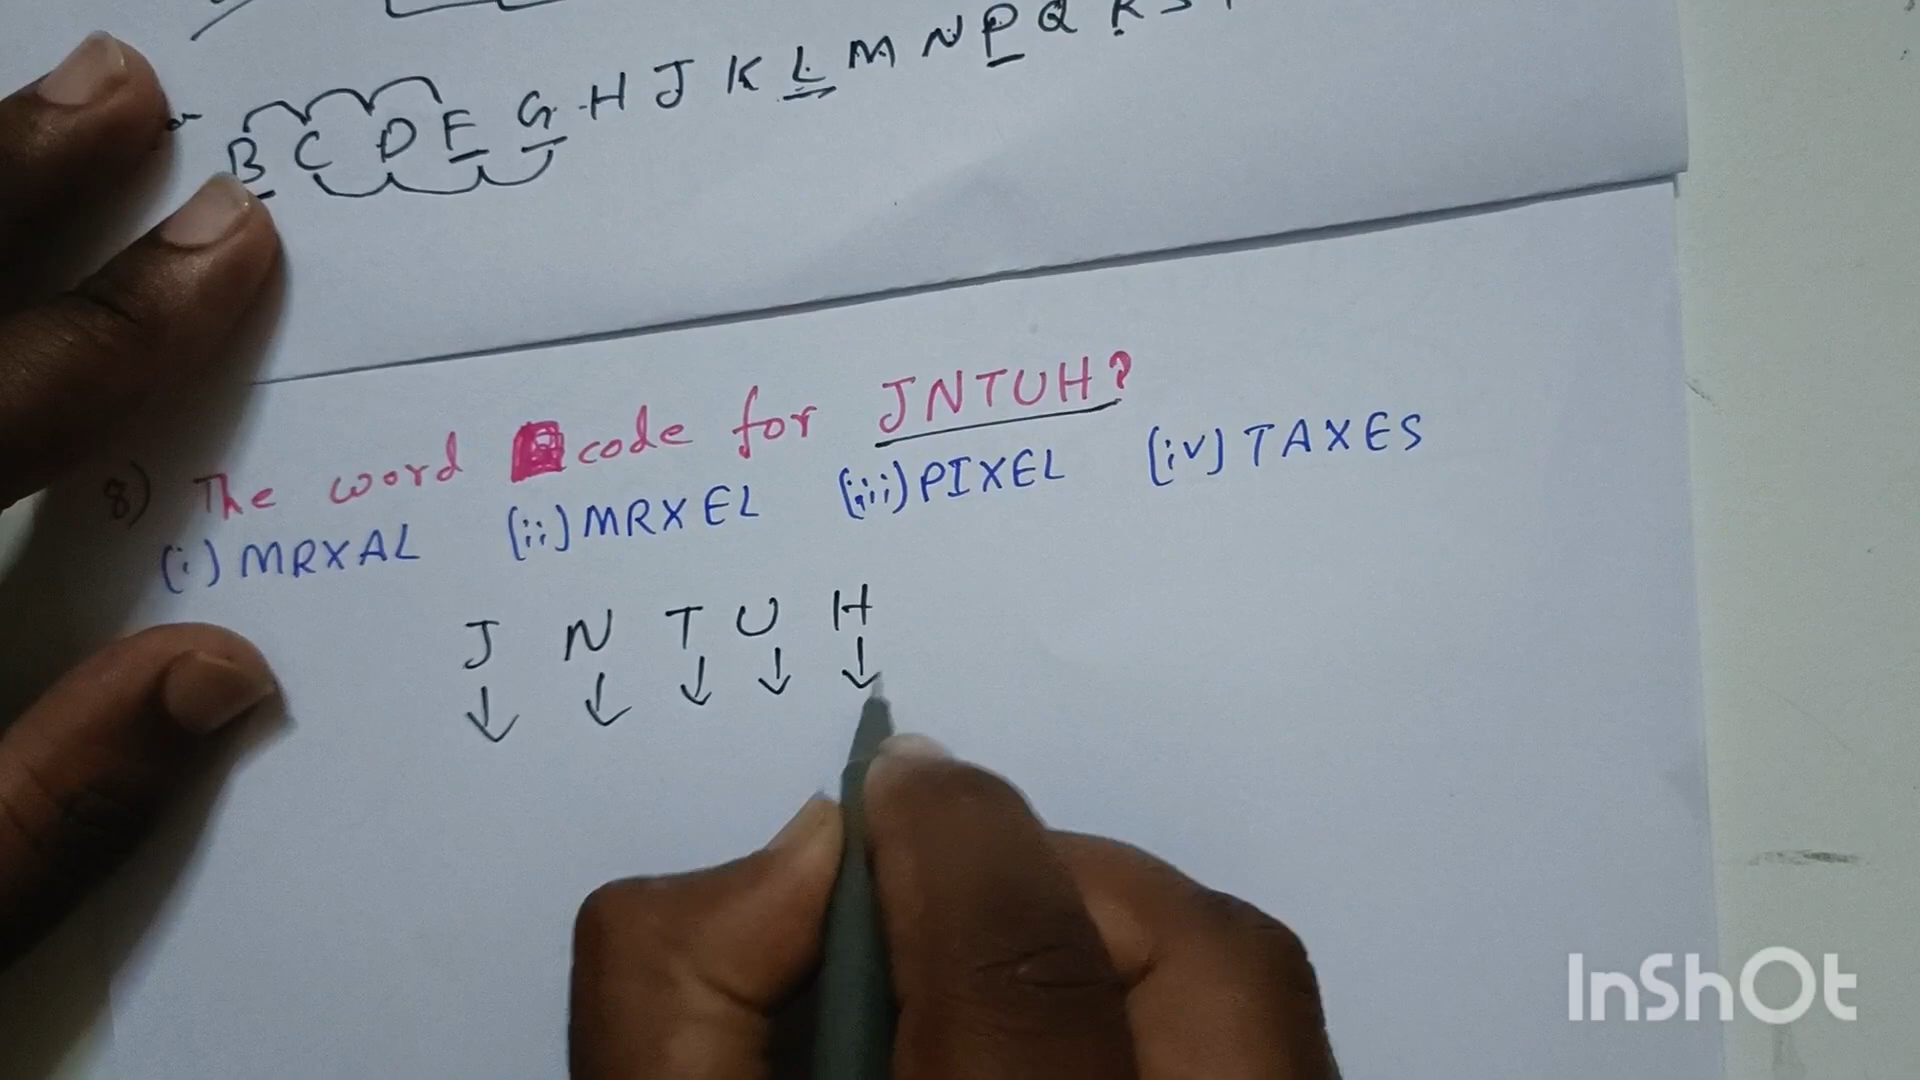 B C D F G H J K L M N P Q R S
8) The word code for JNTUH?
(i) MRXAL (ii) MRXEL (iii) PIXEL (iv) TAXES
J N T U H
InShOt